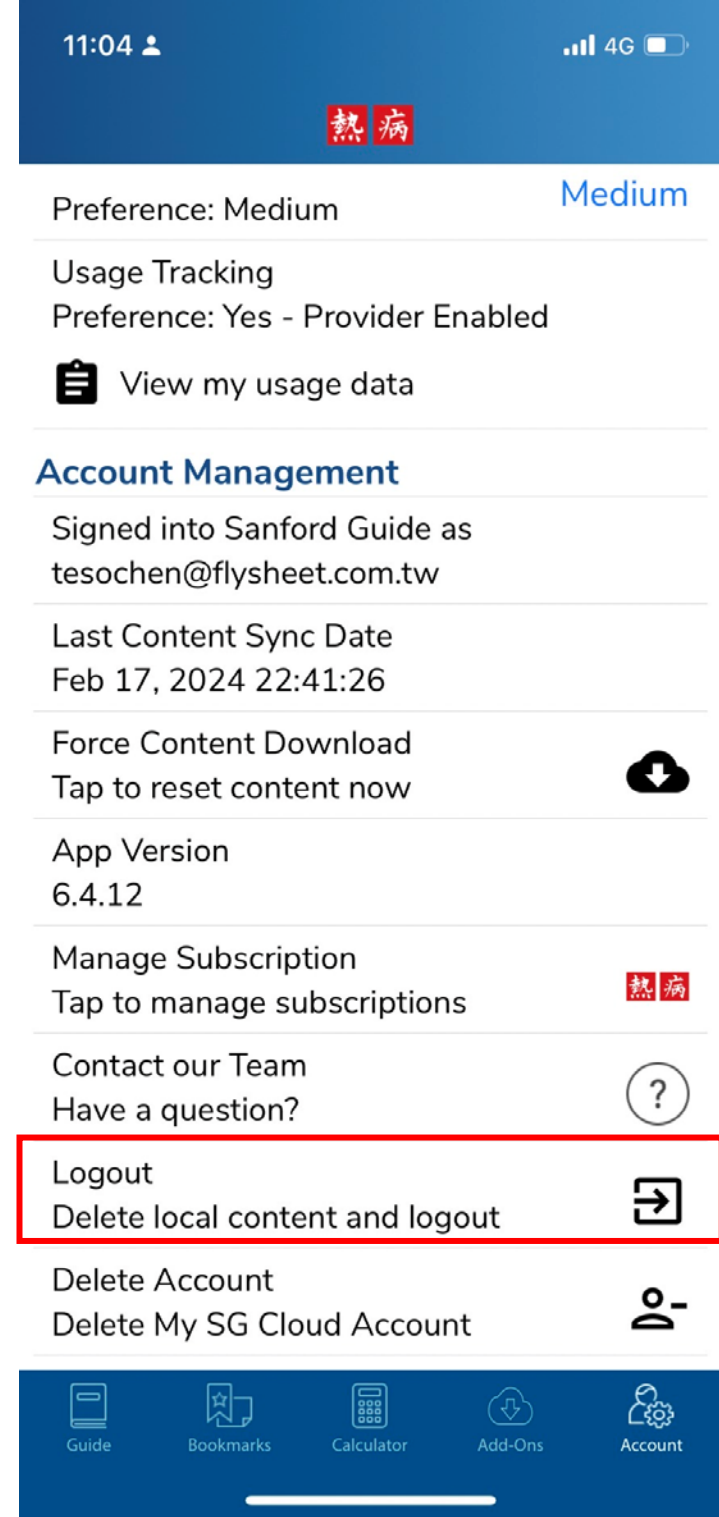 11:04
4G
熱病
Preference: Medium
Medium
Usage Tracking
Preference: Yes - Provider Enabled
View my usage data
Account Management
Signed into Sanford Guide as
tesochen@flysheet.com.tw
Last Content Sync Date
Feb 17, 2024 22:41:26
Force Content Download
Tap to reset content now
App Version
6.4.12
Manage Subscription
Tap to manage subscriptions
熱病
Contact our Team
Have a question?
?
Logout
Delete local content and logout
Delete Account
Delete My SG Cloud Account
Guide
Bookmarks
Calculator
Add-Ons
Account